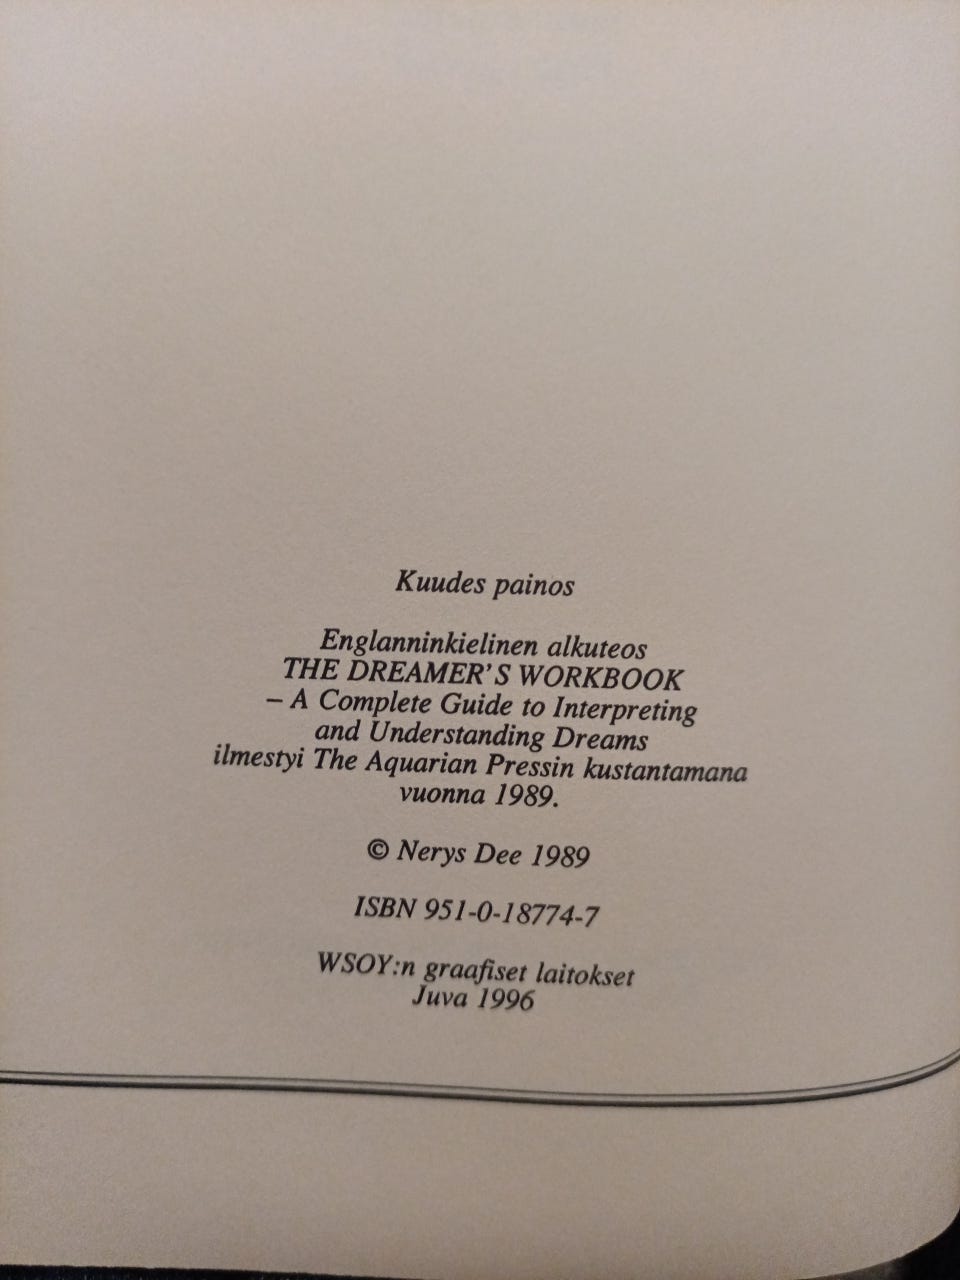 Kuudes painos
Englanninkielinen alkuteos
THE DREAMER'S WORKBOOK
– A Complete Guide to Interpreting
and Understanding Dreams
ilmestyi The Aquarian Pressin kustantamana
vuonna 1989.
© Nerys Dee 1989
ISBN 951-0-18774-7
WSOY:n graafiset laitokset
Juva 1996